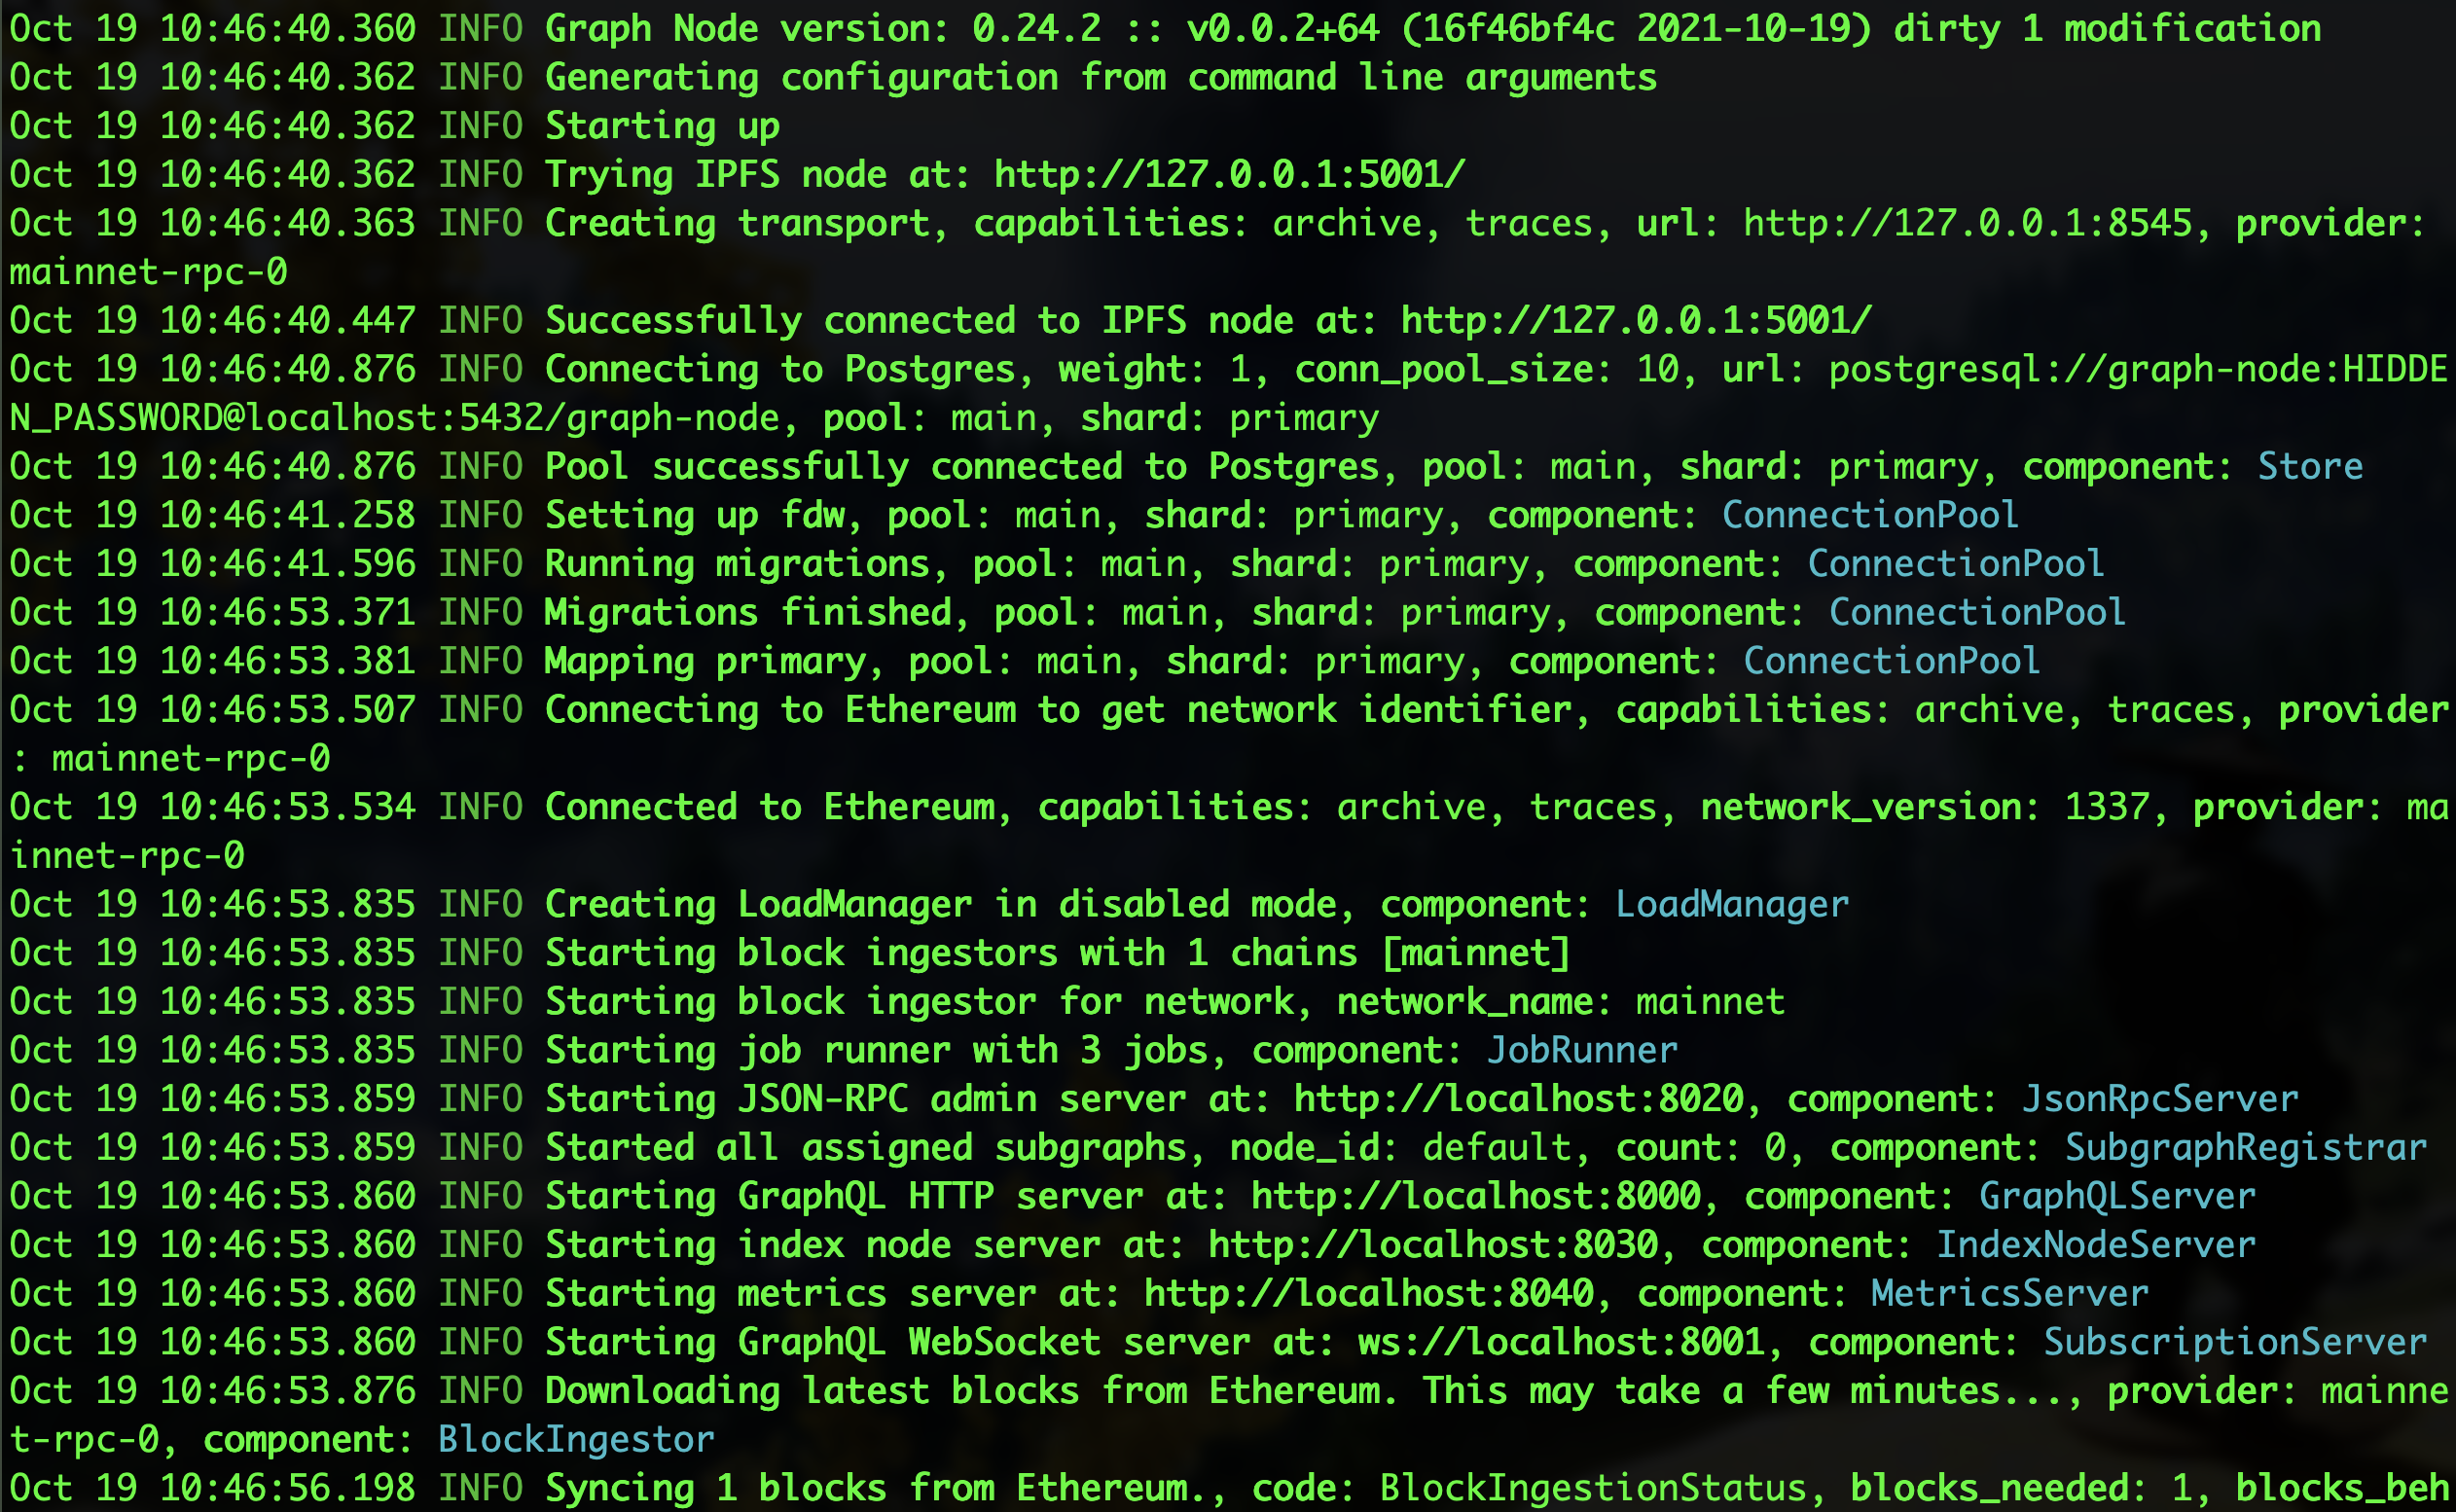 Oct 19 10:46:40.360 INFO Graph Node version: 0.24.2 :: v0.0.2+64 (16f46bf4c 2021-10-19) dirty 1 modification
Oct 19 10:46:40.362 INFO Generating configuration from command line arguments
Oct 19 10:46:40.362 INFO Starting up
Oct 19 10:46:40.362 INFO Trying IPFS node at: http://127.0.0.1:5001/
Oct 19 10:46:40.363 INFO Creating transport, capabilities: archive, traces, url: http://127.0.0.1:8545, provider:
mainnet-rpc-0
Oct 19 10:46:40.447 INFO Successfully connected to IPFS node at: http://127.0.0.1:5001/
Oct 19 10:46:40.876 INFO Connecting to Postgres, weight: 1, conn_pool_size: 10, url: postgresql://graph-node:HIDDE
N_PASSWORD@localhost:5432/graph-node, pool: main, shard: primary
Oct 19 10:46:40.876 INFO Pool successfully connected to Postgres, pool: main, shard: primary, component: Store
Oct 19 10:46:41.258 INFO Setting up fdw, pool: main, shard: primary, component: ConnectionPool
Oct 19 10:46:41.596 INFO Running migrations, pool: main, shard: primary, component: ConnectionPool
Oct 19 10:46:53.371 INFO Migrations finished, pool: main, shard: primary, component: ConnectionPool
Oct 19 10:46:53.381 INFO Mapping primary, pool: main, shard: primary, component: ConnectionPool
Oct 19 10:46:53.507 INFO Connecting to Ethereum to get network identifier, capabilities: archive, traces, provider
: mainnet-rpc-0
Oct 19 10:46:53.534 INFO Connected to Ethereum, capabilities: archive, traces, network_version: 1337, provider: ma
innet-rpc-0
Oct 19 10:46:53.835 INFO Creating LoadManager in disabled mode, component: LoadManager
Oct 19 10:46:53.835 INFO Starting block ingestors with 1 chains [mainnet]
Oct 19 10:46:53.835 INFO Starting block ingestor for network, network_name: mainnet
Oct 19 10:46:53.835 INFO Starting job runner with 3 jobs, component: JobRunner
Oct 19 10:46:53.859 INFO Starting JSON-RPC admin server at: http://localhost:8020, component: JsonRpcServer
Oct 19 10:46:53.859 INFO Started all assigned subgraphs, node_id: default, count: 0, component: SubgraphRegistrar
Oct 19 10:46:53.860 INFO Starting GraphQL HTTP server at: http://localhost:8000, component: GraphQLServer
Oct 19 10:46:53.860 INFO Starting index node server at: http://localhost:8030, component: IndexNodeServer
Oct 19 10:46:53.860 INFO Starting metrics server at: http://localhost:8040, component: MetricsServer
Oct 19 10:46:53.860 INFO Starting GraphQL WebSocket server at: ws://localhost:8001, component: SubscriptionServer
Oct 19 10:46:53.876 INFO Downloading latest blocks from Ethereum. This may take a few minutes..., provider: mainne
t-rpc-0, component: BlockIngestor
Oct 19 10:46:56.198 INFO Syncing 1 blocks from Ethereum., code: BlockIngestionStatus, blocks_needed: 1, blocks_beh